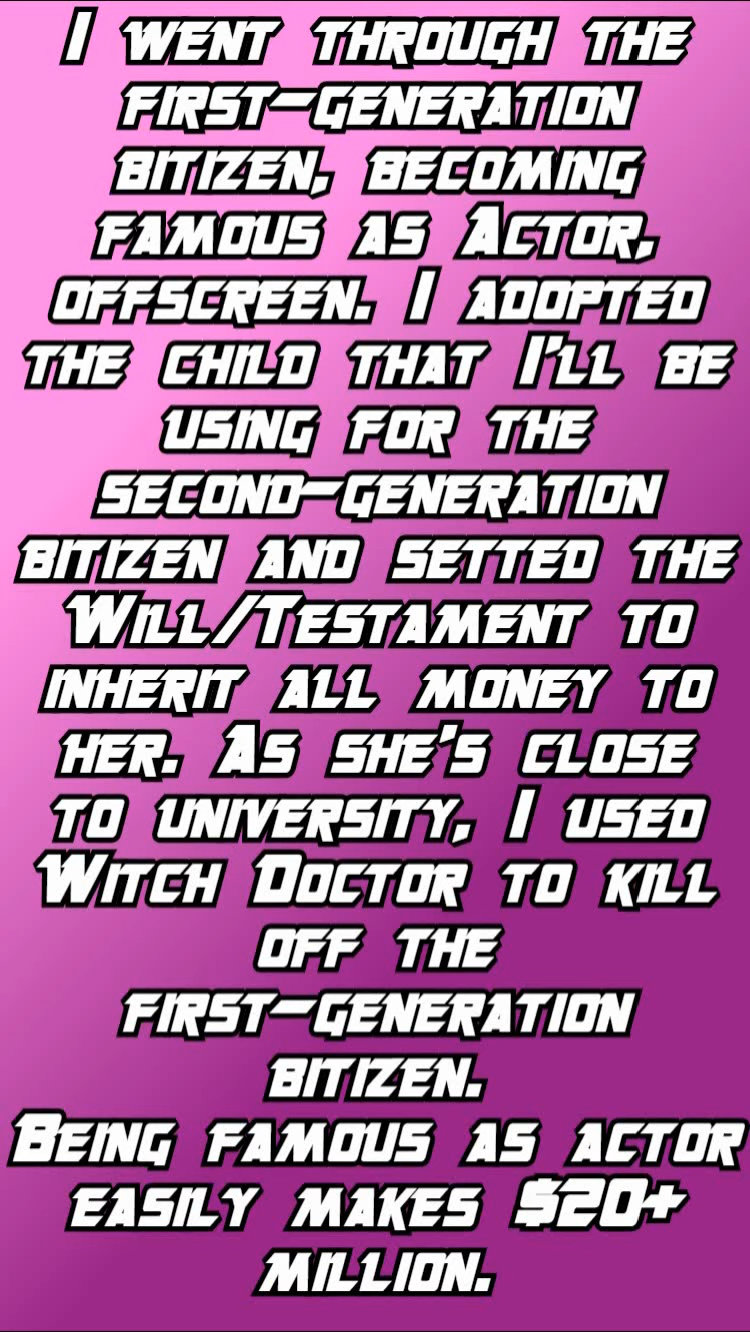 I went through the
first-generation
bitizen, becoming
famous as Actor,
offscreen. I adopted
the child that I'll be
using for the
second-generation
bitizen and setted the
Will/Testament to
inherit all money to
her. As she's close
to university, I used
Witch Doctor to kill
off the
first-generation
bitizen.
Being famous as actor
easily makes $20+
million.